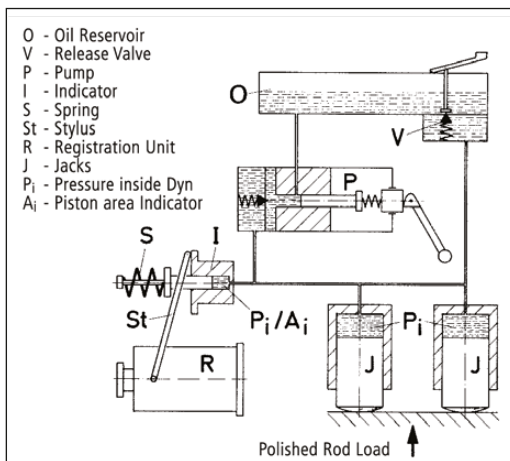 O - Oil Reservoir
V - Release Valve
P - Pump
I - Indicator
S - Spring
St - Stylus
R - Registration Unit
J - Jacks
Pi - Pressure inside Dyn
Ai - Piston area Indicator
O
V
P
S
I
St
Pi/Ai
Pi
R
J
J
Polished Rod Load